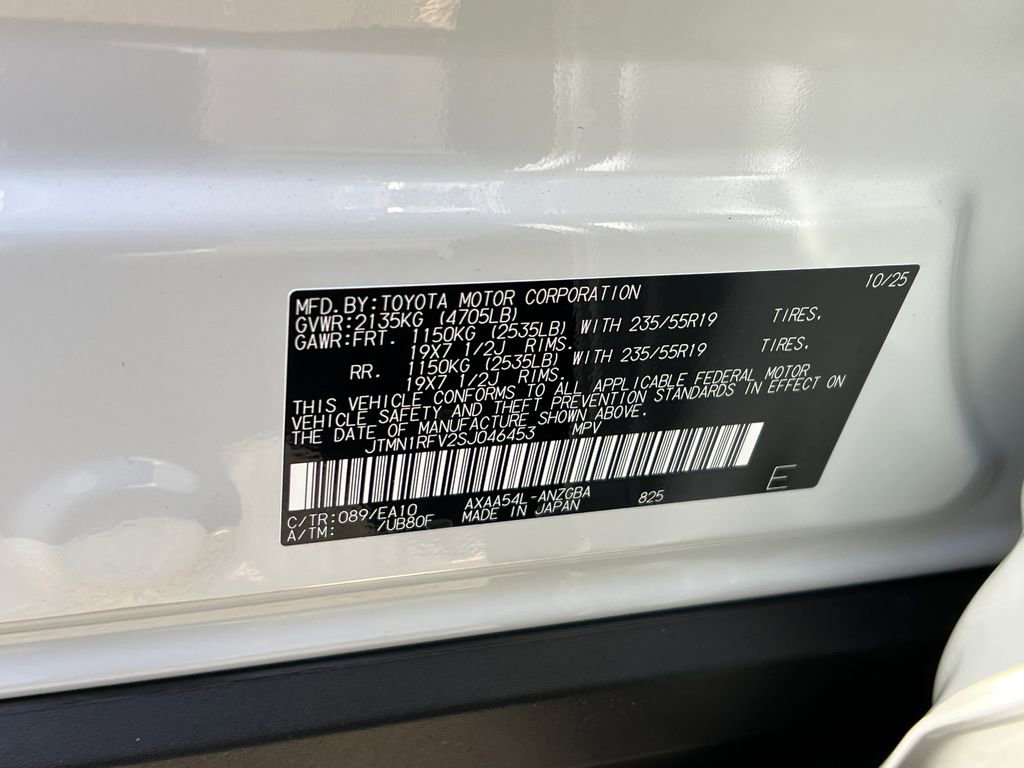 10/25
MFD.BY:TOYOTA MOTOR CORPORATION
GVWR:2135KG (4705LB)
GAWR:FRT. 1150KG (2535LB) WITH 235/55R19 TIRES.
19X7 1/2J RIMS.
RR. 1150KG (2535LB) WITH 235/55R19 TIRES.
19X7 1/2J RIMS.
THIS VEHICLE CONFORMS TO ALL APPLICABLE FEDERAL MOTOR
VEHICLE SAFETY AND THEFT PREVENTION STANDARDS IN EFFECT ON
THE DATE OF MANUFACTURE SHOWN ABOVE.
JTMN1RFV2SJ046453 MPV
C/TR:089/EA10 AXAA54L-ANZGBA 825 E
A/TM: /UB80F MADE IN JAPAN